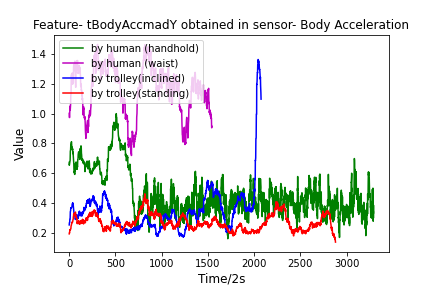 Feature- tBodyAccmadY obtained in sensor- Body Acceleration
by human (handhold)
by human (waist)
by trolley(inclined)
by trolley(standing)
Value
1.4
1.2
1.0
0.8
0.6
0.4
0.2
0 500 1000 1500 2000 2500 3000
Time/2s